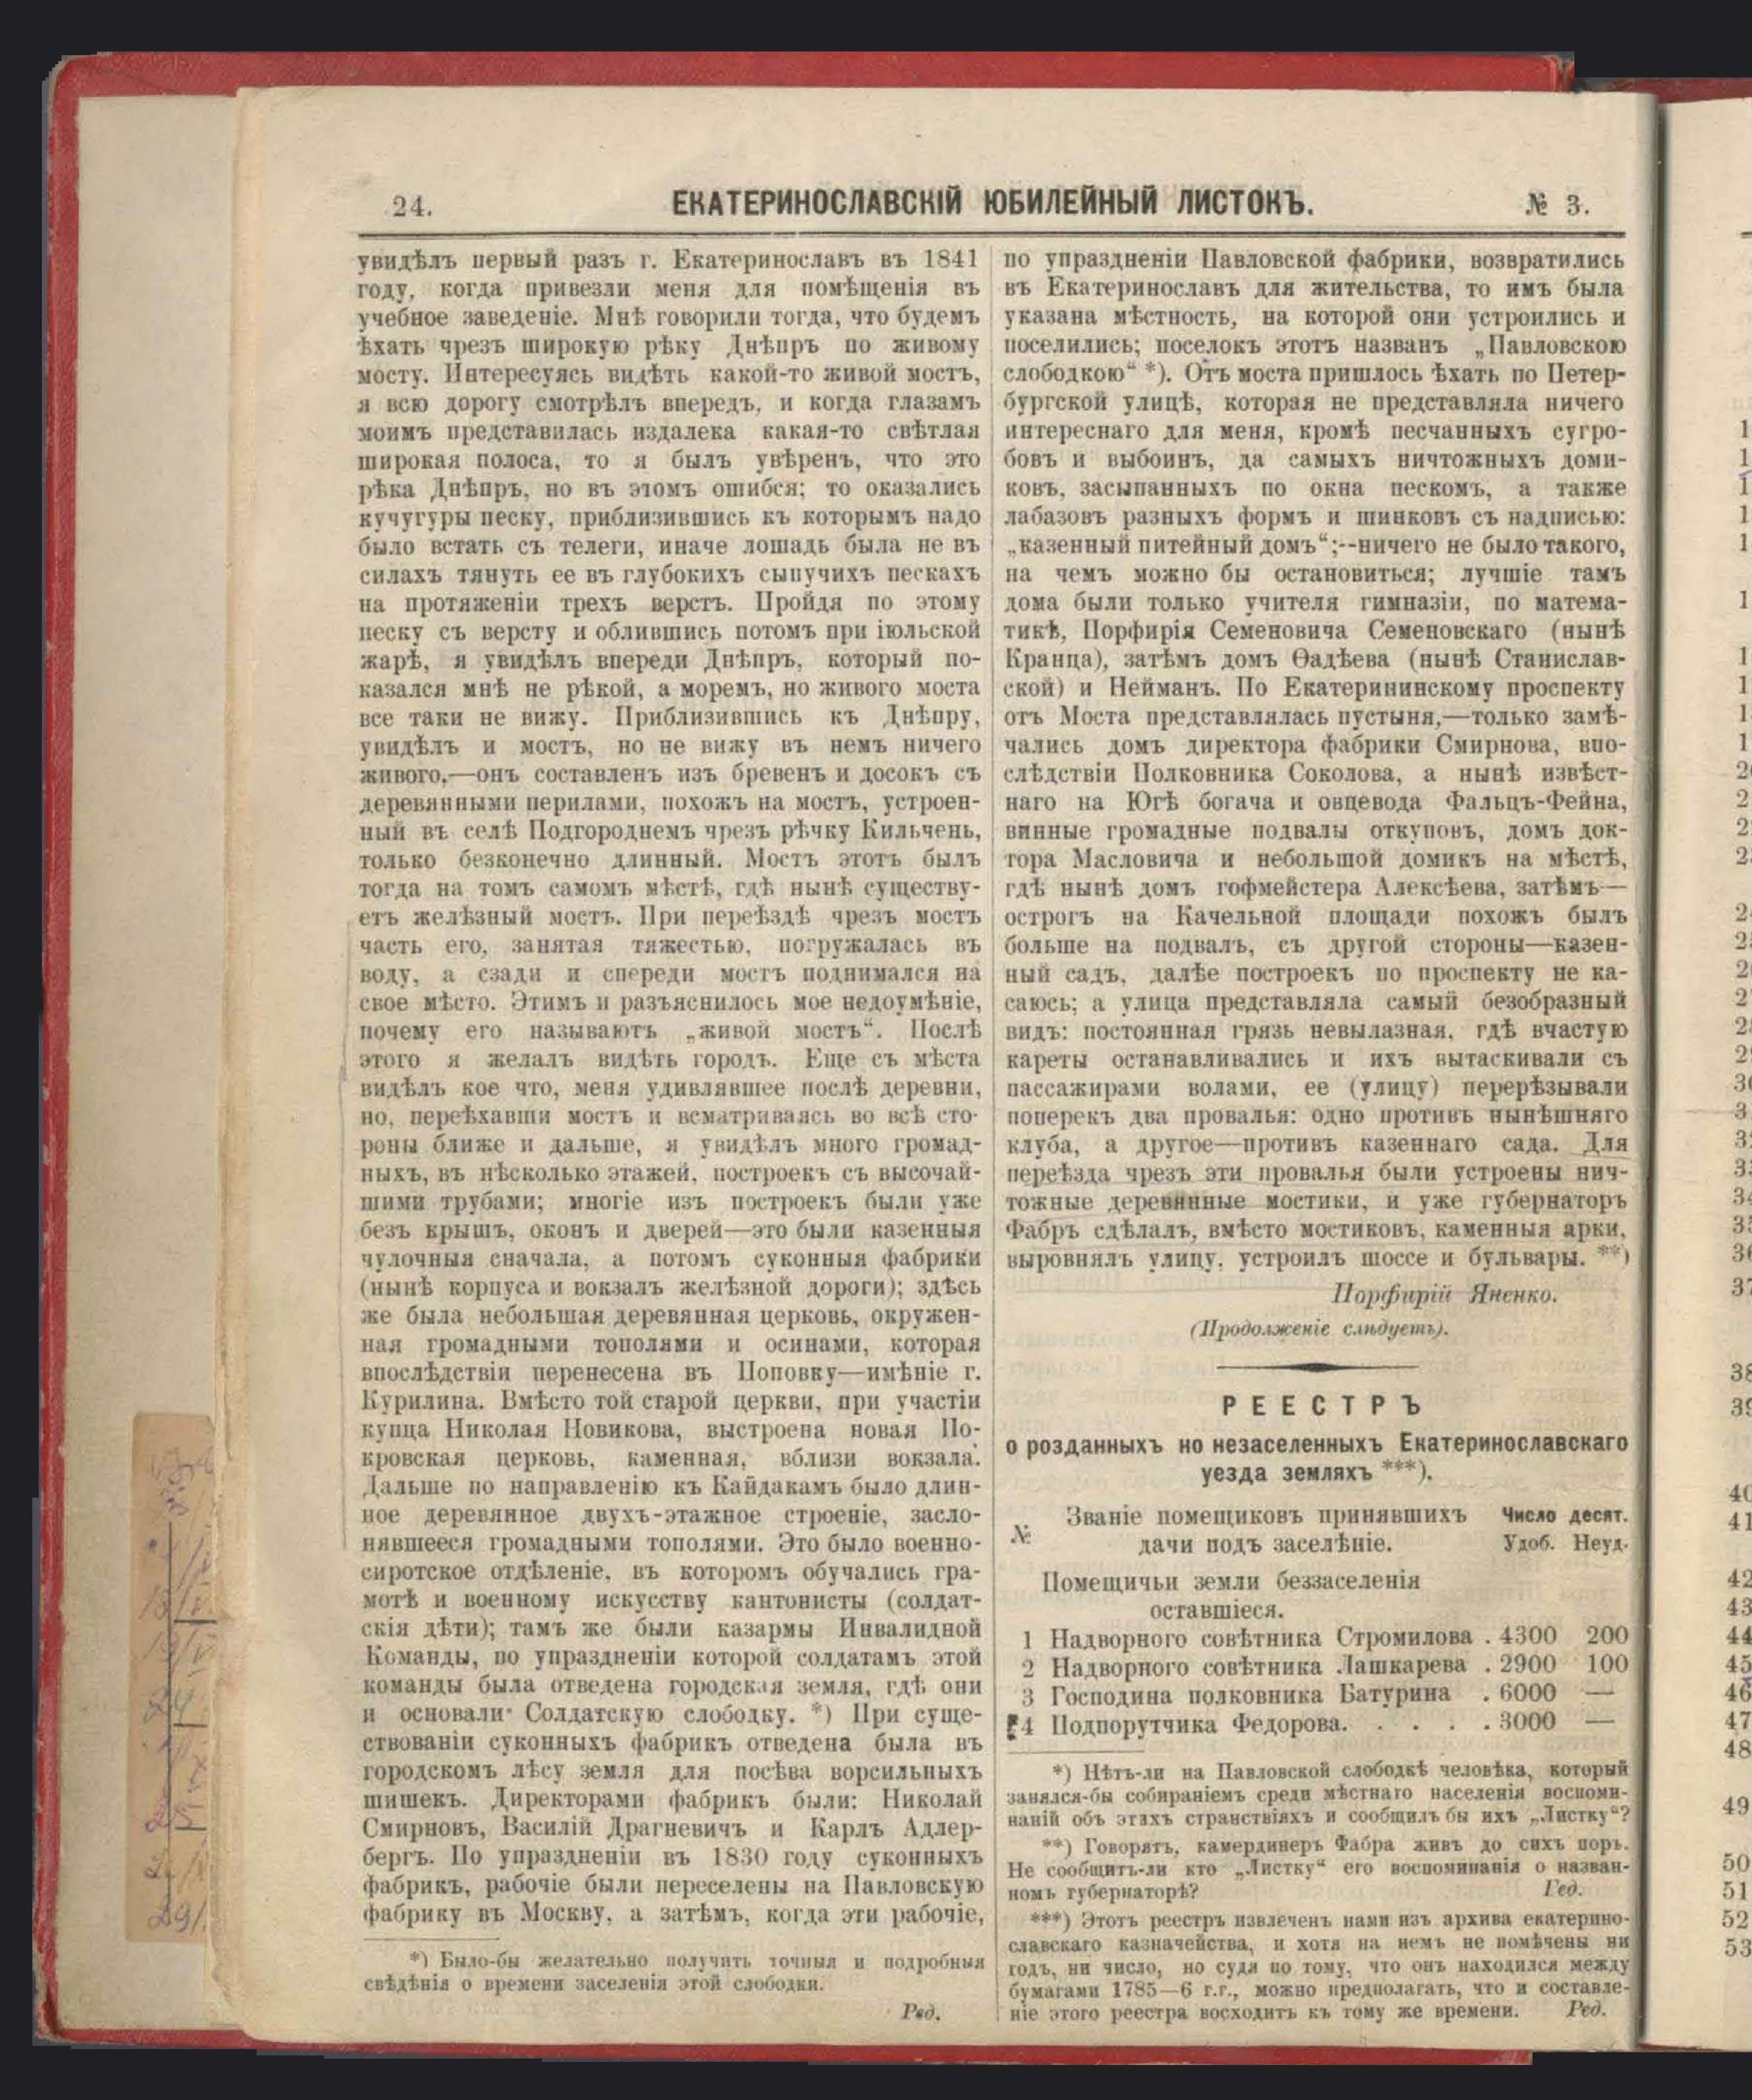 24.
ЕКАТЕРИНОСЛАВСКІЙ ЮБИЛЕЙНЫЙ ЛИСТОКЪ.
№ 3.
увидѣлъ первый разъ г. Екатеринославъ въ 1841
году, когда привезли меня для помѣщенія въ
учебное заведеніе. Мнѣ говорили тогда, что будемъ
ѣхать чрезъ широкую рѣку Днѣпръ по живому
мосту. Интересуясь видѣть какой-то живой мостъ,
я всю дорогу смотрѣлъ впередъ, и когда глазамъ
моимъ представилась издалека какая-то свѣтлая
широкая полоса, то я былъ увѣренъ, что это
рѣка Днѣпръ, но въ этомъ ошибся; то оказались
кучугуры песку, приблизившись къ которымъ надо
было встать съ телеги, иначе лошадь была не въ
силахъ тянуть ее въ глубокихъ сыпучихъ пескахъ
на протяженіи трехъ верстъ. Пройдя по этому
песку съ версту и облившись потомъ при іюльской
жарѣ, я увидѣлъ впереди Днѣпръ, который по-
казался мнѣ не рѣкой, а моремъ, но живого моста
все таки не вижу. Приблизившись къ Днѣпру,
увидѣлъ и мостъ, но не вижу въ немъ ничего
живого,—онъ составленъ изъ бревенъ и досокъ съ
деревянными перилами, похожъ на мостъ, устроен-
ный въ селѣ Подгороднемъ чрезъ рѣчку Кильчень,
только безконечно длинный. Мостъ этотъ былъ
тогда на томъ самомъ мѣстѣ, гдѣ нынѣ существу-
етъ желѣзный мостъ. При переѣздѣ чрезъ мостъ
часть его, занятая тяжестью, погружалась въ
воду, а сзади и спереди мостъ поднимался на
свое мѣсто. Этимъ и разъяснилось мое недоумѣніе,
почему его называютъ „живой мостъ“. Послѣ
этого я желалъ видѣть городъ. Еще съ мѣста
видѣлъ кое что, меня удивлявшее послѣ деревни,
но, переѣхавши мостъ и всматриваясь во всѣ сто-
роны ближе и дальше, я увидѣлъ много громад-
ныхъ, въ нѣсколько этажей, построекъ съ высочай-
шими трубами; многіе изъ построекъ были уже
безъ крышъ, оконъ и дверей—это были казенныя
чулочныя сначала, а потомъ суконныя фабрики
(нынѣ корпуса и вокзалъ желѣзной дороги); здѣсь
же была небольшая деревянная церковь, окружен-
ная громадными тополями и осинами, которая
впослѣдствіи перенесена въ Поповку—имѣніе г.
Курилина. Вмѣсто той старой церкви, при участіи
купца Николая Новикова, выстроена новая По-
кровская церковь, каменная, вблизи вокзала.
Дальше по направленію къ Кайдакамъ было длин-
ное деревянное двухъ-этажное строеніе, засло-
нявшееся громадными тополями. Это было военно-
сиротское отдѣленіе, въ которомъ обучались гра-
мотѣ и военному искусству кантонисты (солдат-
скія дѣти); тамъ же были казармы Инвалидной
Команды, по упраздненіи которой солдатамъ этой
команды была отведена городская земля, гдѣ они
и основали Солдатскую слободку. *) При суще-
ствованіи суконныхъ фабрикъ отведена была въ
городскомъ лѣсу земля для посѣва ворсильныхъ
шишекъ. Директорами фабрикъ были: Николай
Смирновъ, Василій Драгневичъ и Карлъ Адлер-
бергъ. По упраздненіи въ 1830 году суконныхъ
фабрикъ, рабочіе были переселены на Павловскую
фабрику въ Москву, а затѣмъ, когда эти рабочіе,
*) Было-бы желательно получить точныя и подробныя
свѣдѣнія о времени заселенія этой слободки.
Ред.
по упраздненіи Павловской фабрики, возвратились
въ Екатеринославъ для жительства, то имъ была
указана мѣстность, на которой они устроились и
поселились; поселокъ этотъ названъ „Павловскою
слободкою“ *). Отъ моста пришлось ѣхать по Петер-
бургской улицѣ, которая не представляла ничего
интереснаго для меня, кромѣ песчанныхъ сугро-
бовъ и выбоинъ, да самыхъ ничтожныхъ доми-
ковъ, засыпанныхъ по окна пескомъ, а также
лабазовъ разныхъ формъ и шинковъ съ надписью:
„казенный питейный домъ“;--ничего не было такого,
на чемъ можно бы остановиться; лучшіе тамъ
дома были только учителя гимназіи, по матема-
тикѣ, Порфирія Семеновича Семеновскаго (нынѣ
Кранца), затѣмъ домъ Ѳадѣева (нынѣ Станислав-
ской) и Нейманъ. По Екатерининскому проспекту
отъ Моста представлялась пустыня,—только замѣ-
чались домъ директора фабрики Смирнова, впо-
слѣдствіи Полковника Соколова, а нынѣ извѣст-
наго на Югѣ богача и овцевода Фальцъ-Фейна,
винные громадные подвалы откуповъ, домъ док-
тора Масловича и небольшой домикъ на мѣстѣ,
гдѣ нынѣ домъ гофмейстера Алексѣева, затѣмъ—
острогъ на Качельной площади похожъ былъ
больше на подвалъ, съ другой стороны—казен-
ный садъ, далѣе построекъ по проспекту не ка-
саюсь; а улица представляла самый безобразный
видъ: постоянная грязь невылазная, гдѣ вчастую
кареты останавливались и ихъ вытаскивали съ
пассажирами волами, ее (улицу) перерѣзывали
поперекъ два провалья: одно противъ нынѣшняго
клуба, а другое—противъ казеннаго сада. Для
переѣзда чрезъ эти провалья были устроены нич-
тожные деревянные мостики, и уже губернаторъ
Фабръ сдѣлалъ, вмѣсто мостиковъ, каменныя арки,
выровнялъ улицу, устроилъ шоссе и бульвары. **)
Порфирій Яненко.
(Продолженіе слѣдуетъ).
РЕЕСТРЪ
о розданныхъ но незаселенныхъ Екатеринославскаго
уезда земляхъ ***).
№ Званіе помещиковъ принявшихъ дачи подъ заселѣніе.
Число десят.
Удоб. Неуд.
Помещичьи земли беззаселенія
оставшіеся.
1 Надворного совѣтника Стромилова . 4300 200
2 Надворного совѣтника Лашкарева . 2900 100
3 Господина полковника Батурина . 6000 —
4 Подпорутчика Федорова. . . . . 3000 —
*) Нѣтъ-ли на Павловской слободкѣ человѣка, который
занялся-бы собираніемъ среди мѣстнаго населенія воспоми-
наній объ этахъ странствіяхъ и сообщилъ бы ихъ „Листку“?
**) Говорятъ, камердинеръ Фабра живъ до сихъ поръ.
Не сообщитъ-ли кто „Листку“ его воспоминанія о назван-
номъ губернаторѣ?
Ред.
***) Этотъ реестръ извлеченъ нами изъ архива екатерино-
славскаго казначейства, и хотя на немъ не помѣчены ни
годъ, ни число, но судя по тому, что онъ находился между
бумагами 1785—6 г.г., можно предполагать, что и составле-
ніе этого реестра восходитъ къ тому же времени. Ред.
38
39
41
42
43
44
45
46
47
48
49
50
51
52
53